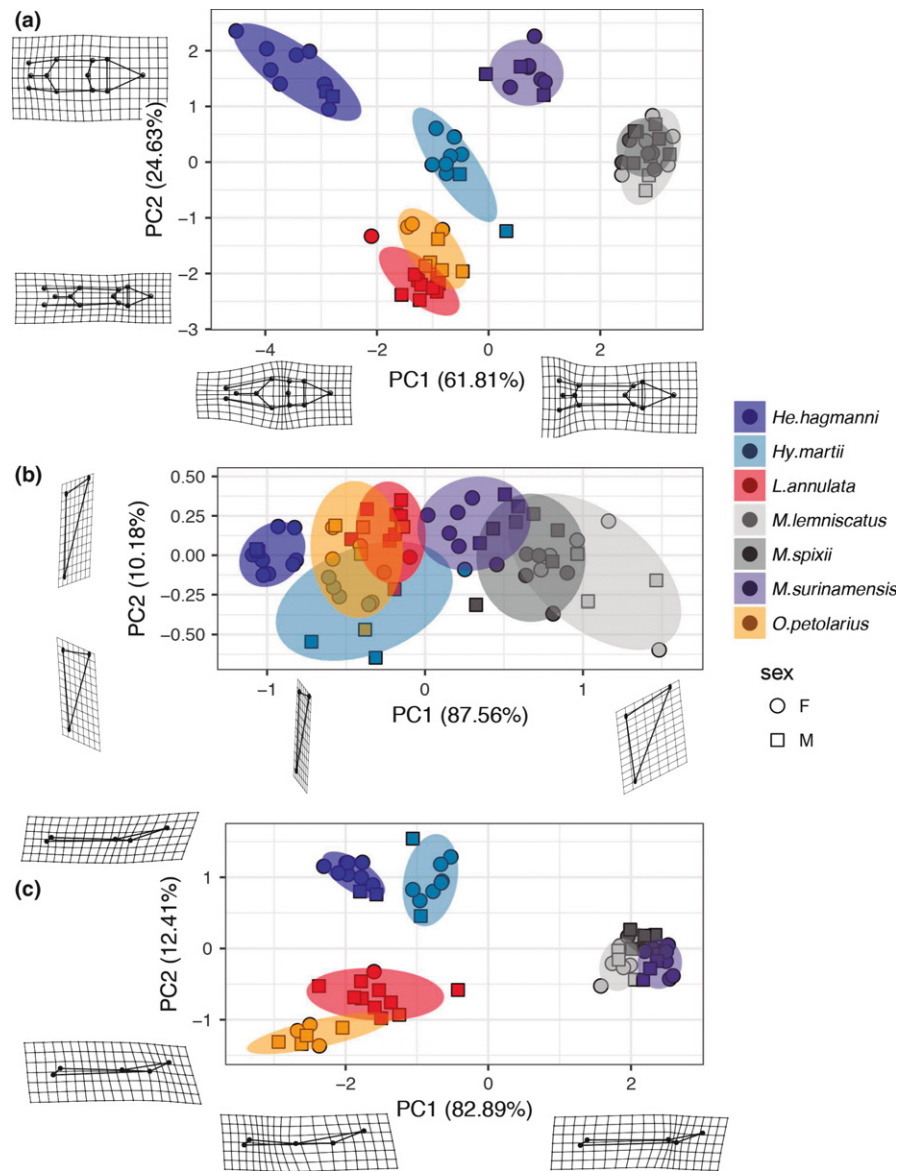 (a)
2
1
0
−1
−2
−3
PC2 (24.63%)
−4
−2
0
2
PC1 (61.81%)
He.hagmanni
Hy.martii
L.annulata
M.lemniscatus
M.spixii
M.surinamensis
O.petolarius
sex
F
M
(b)
0.50
0.25
0.00
−0.25
−0.50
PC2 (10.18%)
−1
0
1
PC1 (87.56%)
(c)
1
0
−1
PC2 (12.41%)
−2
0
2
PC1 (82.89%)